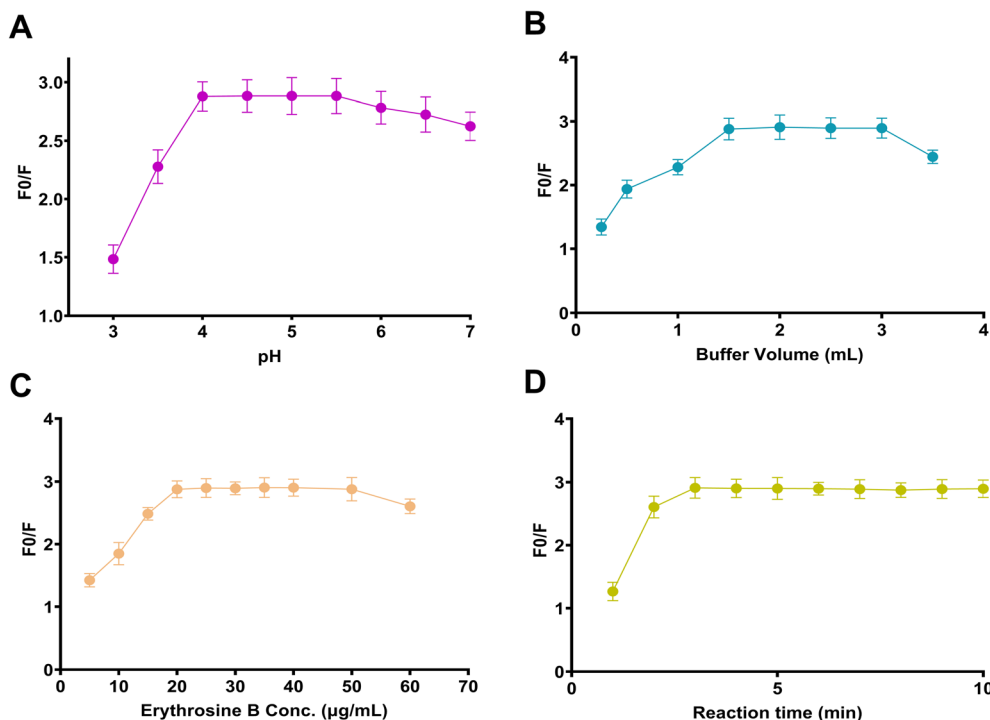 A
F0/F
3.0
2.5
2.0
1.5
1.0
3 4 5 6 7
pH
B
F0/F
4
3
2
1
0
0 1 2 3 4
Buffer Volume (mL)
C
F0/F
4
3
2
1
0
0 10 20 30 40 50 60 70
Erythrosine B Conc. (μg/mL)
D
F0/F
4
3
2
1
0
0 5 10
Reaction time (min)